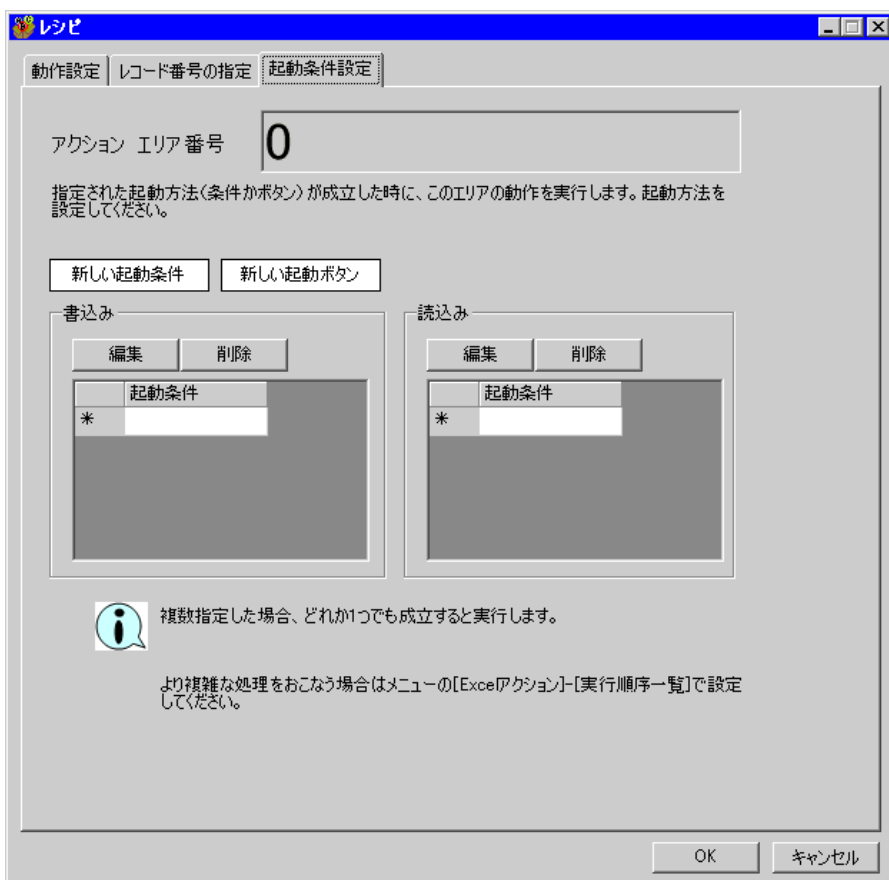 レシピ
動作設定 レコード番号の指定 起動条件設定
アクション エリア番号 0
指定された起動方法(条件かボタン)が成立した時に、このエリアの動作を実行します。起動方法を
設定してください。
新しい起動条件 新しい起動ボタン
書込み 読込み
編集 削除 編集 削除
起動条件 起動条件
* *
複数指定した場合、どれか1つでも成立すると実行します。
より複雑な処理をおこなう場合はメニューの[Excelアクション]-[実行順序一覧]で設定
してください。
OK キャンセル